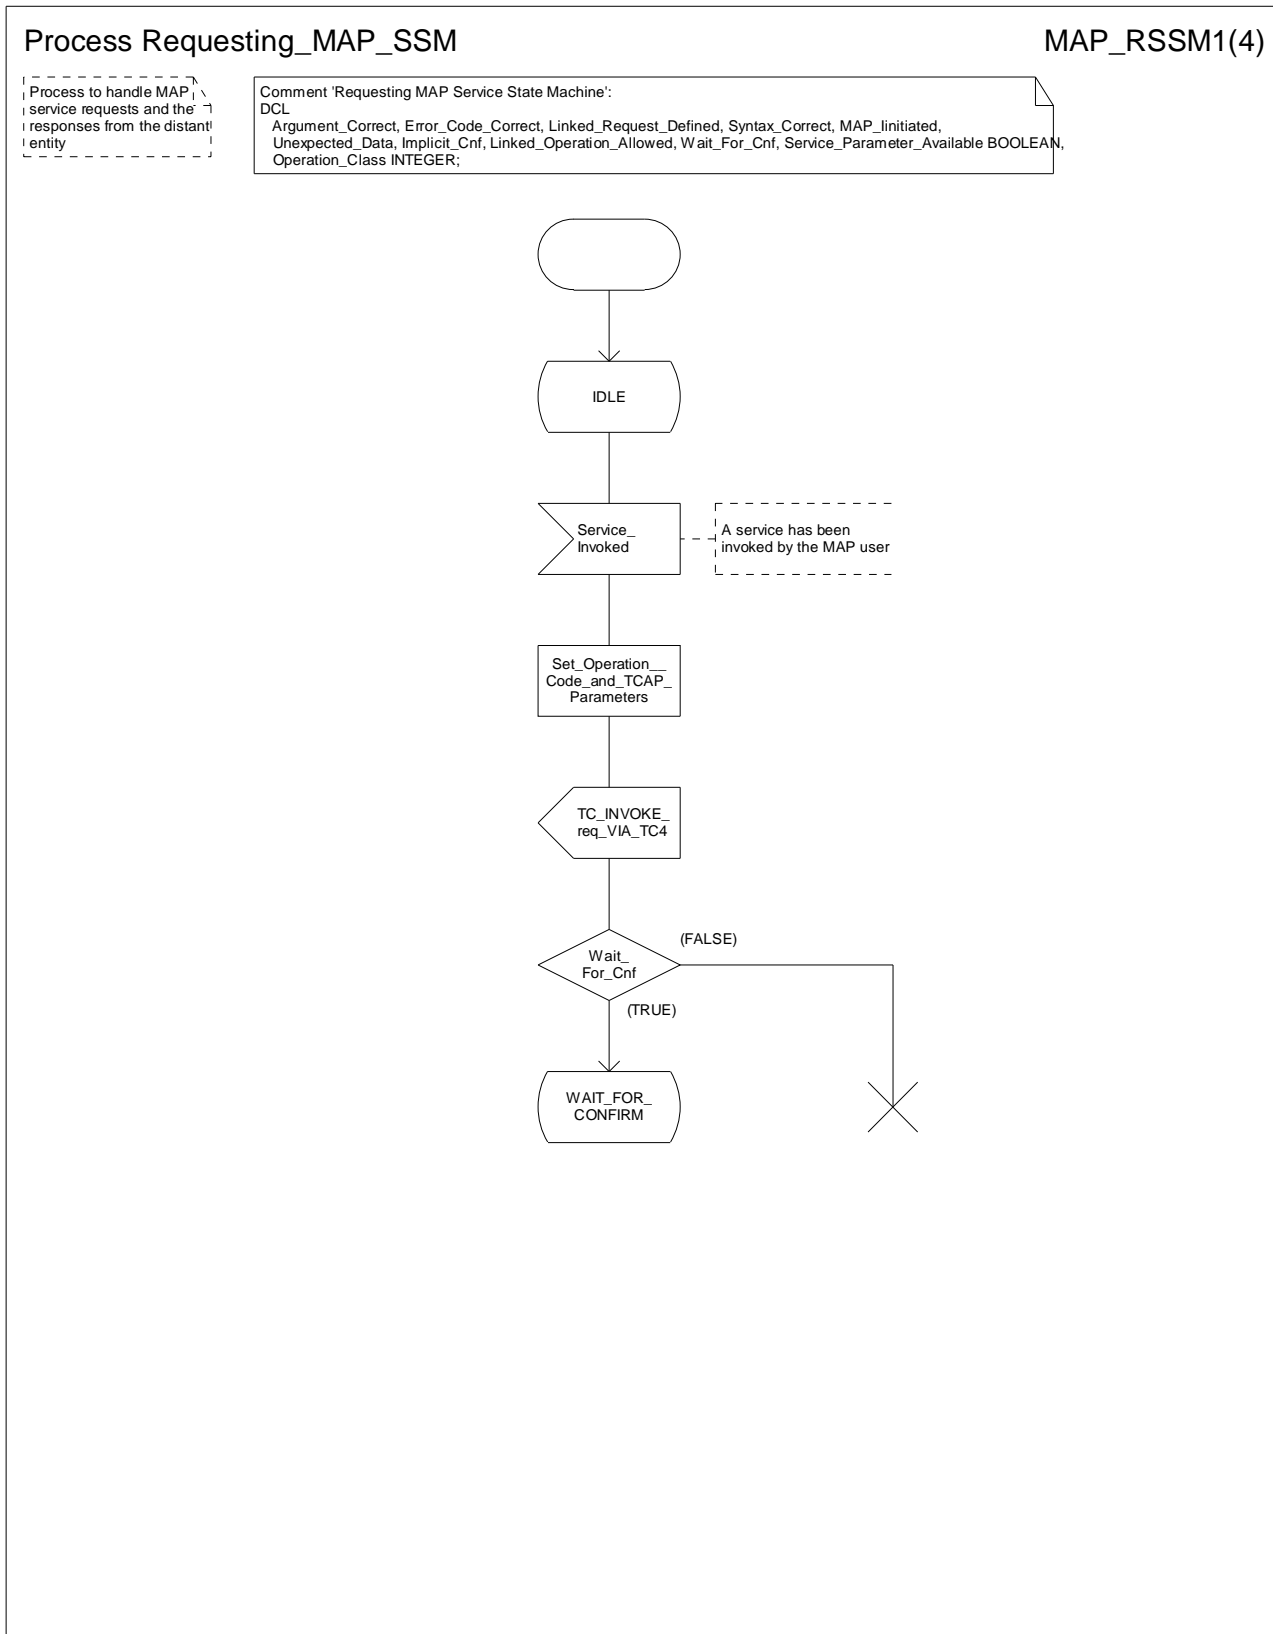 Process Requesting_MAP_SSM
MAP_RSSM1(4)
Process to handle MAP
service requests and the
responses from the distant
entity
Comment 'Requesting MAP Service State Machine':
DCL
Argument_Correct, Error_Code_Correct, Linked_Request_Defined, Syntax_Correct, MAP_Iinitiated,
Unexpected_Data, Implicit_Cnf, Linked_Operation_Allowed, Wait_For_Cnf, Service_Parameter_Available BOOLEAN,
Operation_Class INTEGER;
IDLE
Service_
Invoked
A service has been
invoked by the MAP user
Set_Operation__
Code_and_TCAP_
Parameters
TC_INVOKE_
req_VIA_TC4
(FALSE)
Wait_
For_Cnf
(TRUE)
WAIT_FOR_
CONFIRM